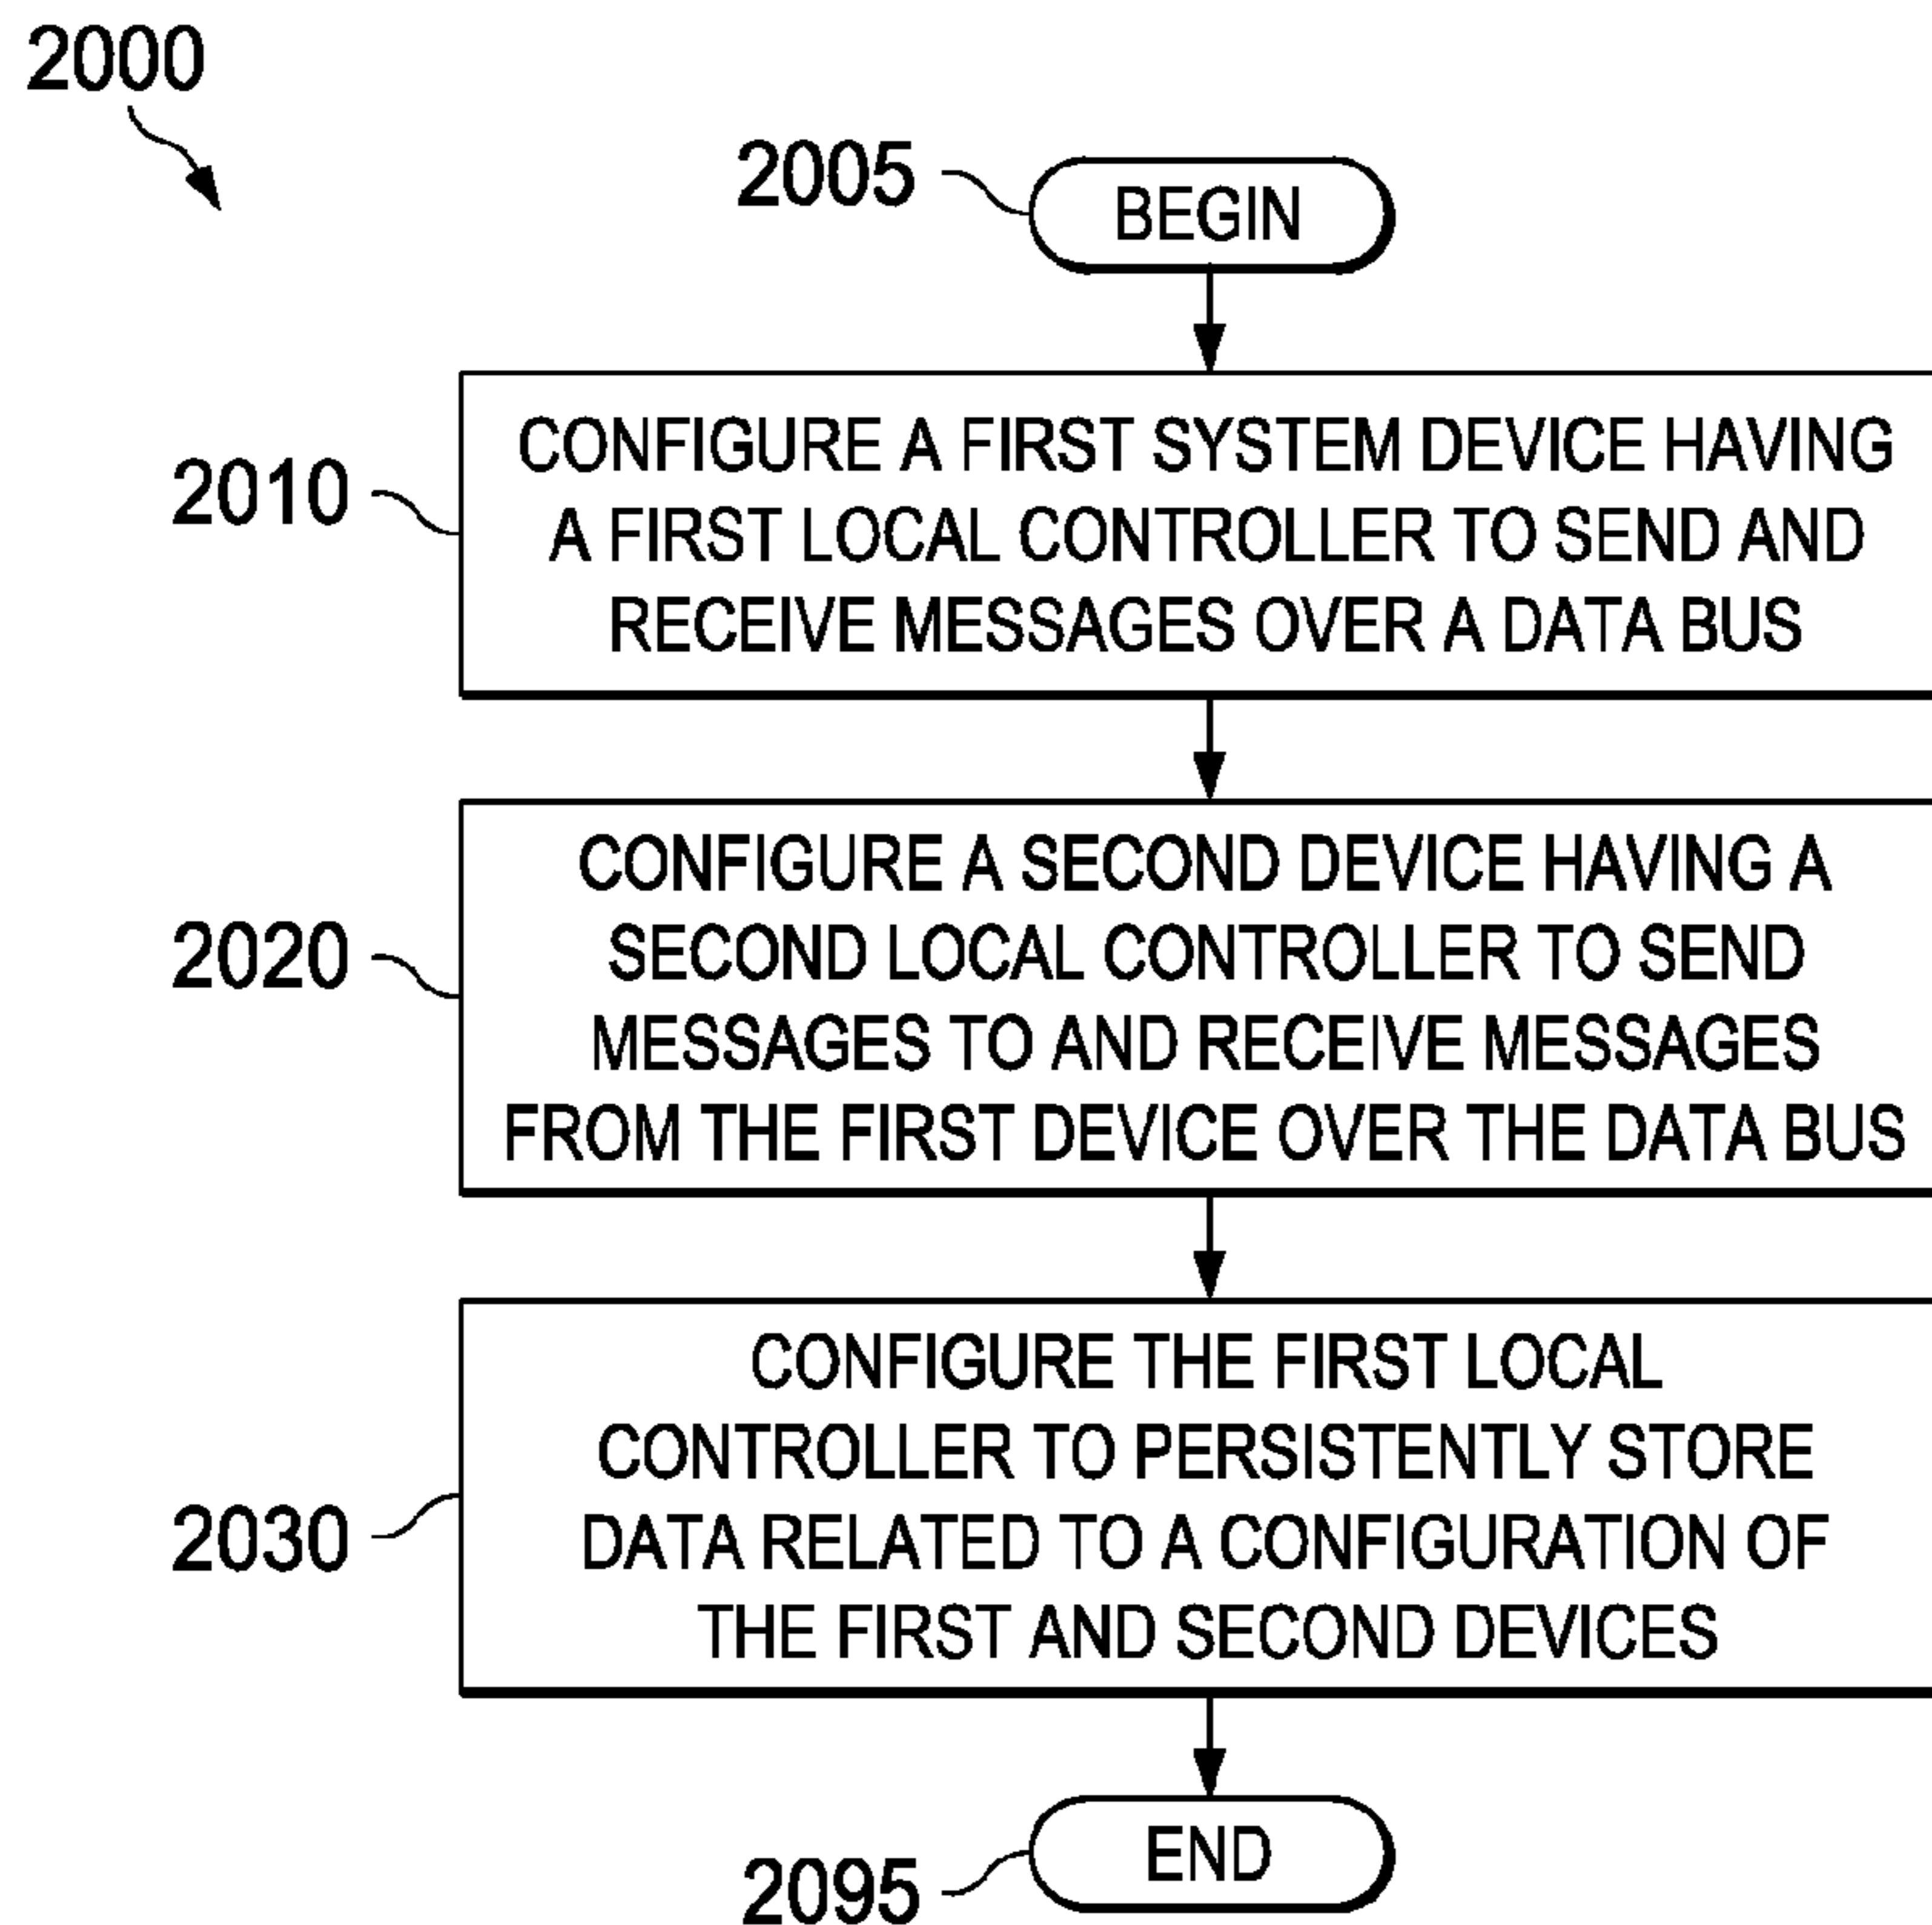 2000
2005
BEGIN
2010
CONFIGURE A FIRST SYSTEM DEVICE HAVING
A FIRST LOCAL CONTROLLER TO SEND AND
RECEIVE MESSAGES OVER A DATA BUS
2020
CONFIGURE A SECOND DEVICE HAVING A
SECOND LOCAL CONTROLLER TO SEND
MESSAGES TO AND RECEIVE MESSAGES
FROM THE FIRST DEVICE OVER THE DATA BUS
2030
CONFIGURE THE FIRST LOCAL
CONTROLLER TO PERSISTENTLY STORE
DATA RELATED TO A CONFIGURATION OF
THE FIRST AND SECOND DEVICES
END
2095